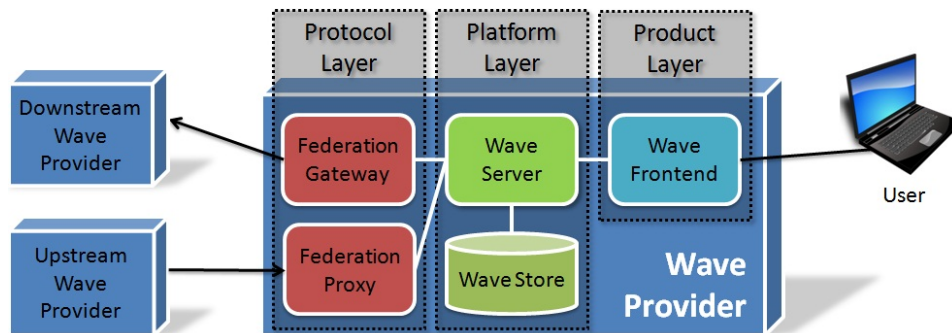 Protocol
Layer
Platform
Layer
Product
Layer
Downstream
Wave
Provider
Federation
Gateway
Wave
Server
Wave
Frontend
User
Upstream
Wave
Provider
Federation
Proxy
Wave Store
Wave
Provider